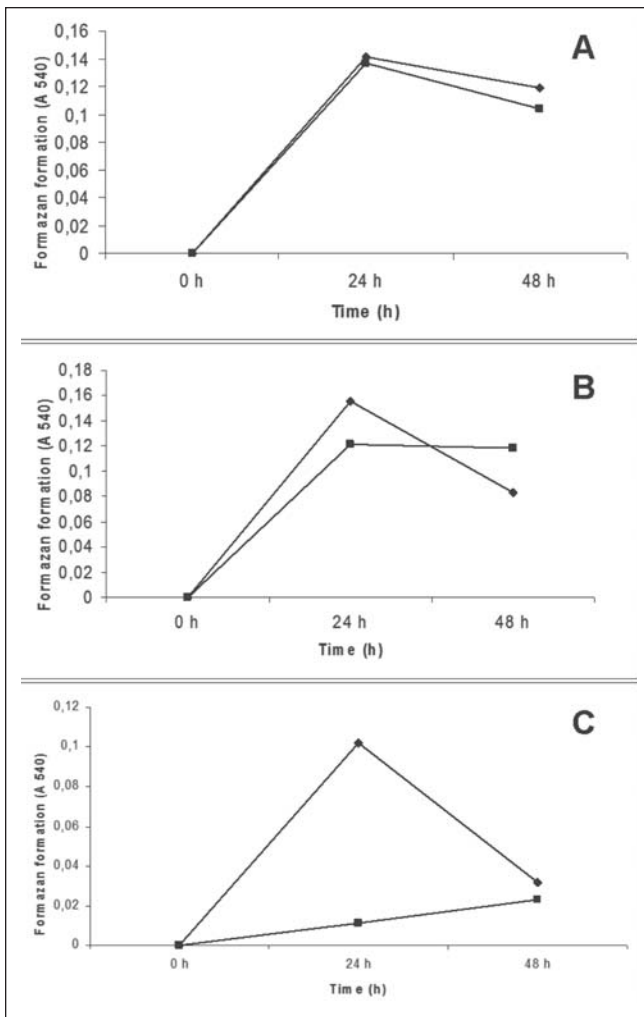 A
0,16
0,14
0,12
0,1
0,08
0,06
0,04
0,02
0
Formazan formation (A 540)
0 h 24 h 48 h
Time (h)
B
0,18
0,16
0,14
0,12
0,1
0,08
0,06
0,04
0,02
0
Formazan formation (A 540)
0 h 24 h 48 h
Time (h)
C
0,12
0,1
0,08
0,06
0,04
0,02
0
Formazan formation (A 540)
0 h 24 h 48 h
Time (h)